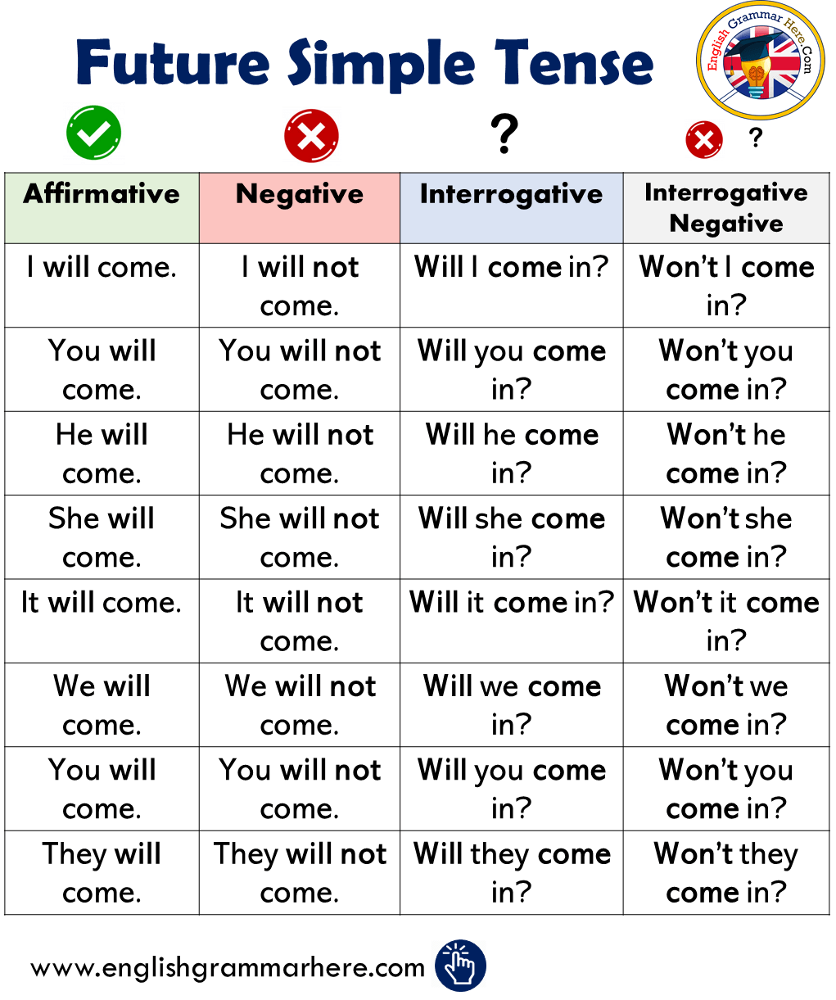 Future Simple Tense
English Grammar Here.Com
? ?
Affirmative Negative Interrogative Interrogative
Negative
I will come. I will not Will I come in? Won't I come
come. in?
You will You will not Will you come Won't you
come. come. in? come in?
He will He will not Will he come Won't he
come. come. in? come in?
She will She will not Will she come Won't she
come. come. in? come in?
It will come. It will not Will it come in? Won't it come
come. in?
We will We will not Will we come Won't we
come. come. in? come in?
You will You will not Will you come Won't you
come. come. in? come in?
They will They will not Will they come Won't they
come. come. in? come in?
www.englishgrammarhere.com